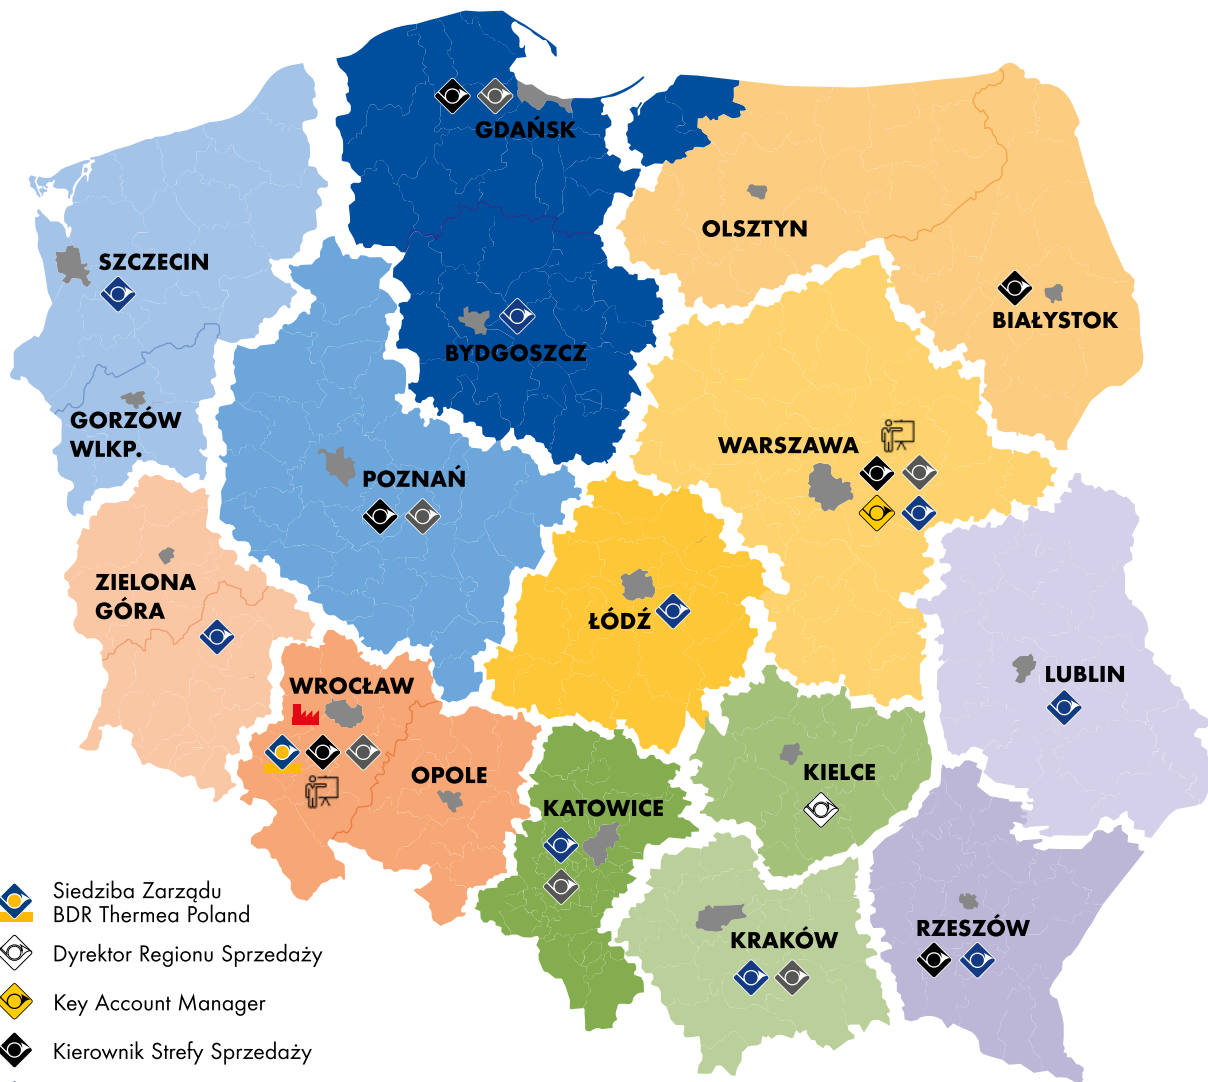 GDAŃSK
OLSZTYN
SZCZECIN
BIAŁYSTOK
BYDGOSZCZ
GORZÓW
WLKP.
WARSZAWA
POZNAŃ
ZIELONA
GÓRA
ŁÓDŹ
LUBLIN
WROCŁAW
OPOLE
KIELCE
KATOWICE
KRAKÓW
RZESZÓW
Siedziba Zarządu
BDR Thermea Poland
Dyrektor Regionu Sprzedaży
Key Account Manager
Kierownik Strefy Sprzedaży